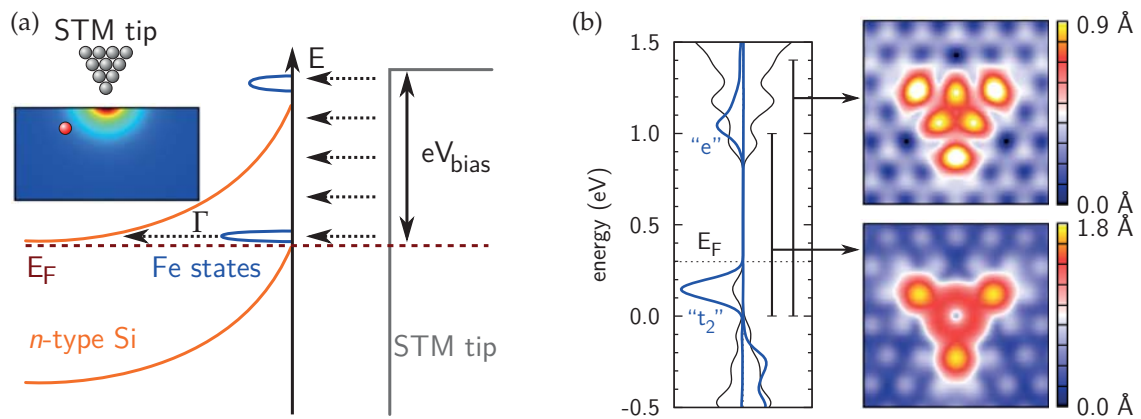 (a)
STM tip
E
eV_bias
Γ
E_F
Fe states
n-type Si
STM tip
(b)
energy (eV)
1.5
1.0
0.5
0.0
-0.5
"e"
E_F
"t_2"
0.9 Å
0.0 Å
1.8 Å
0.0 Å